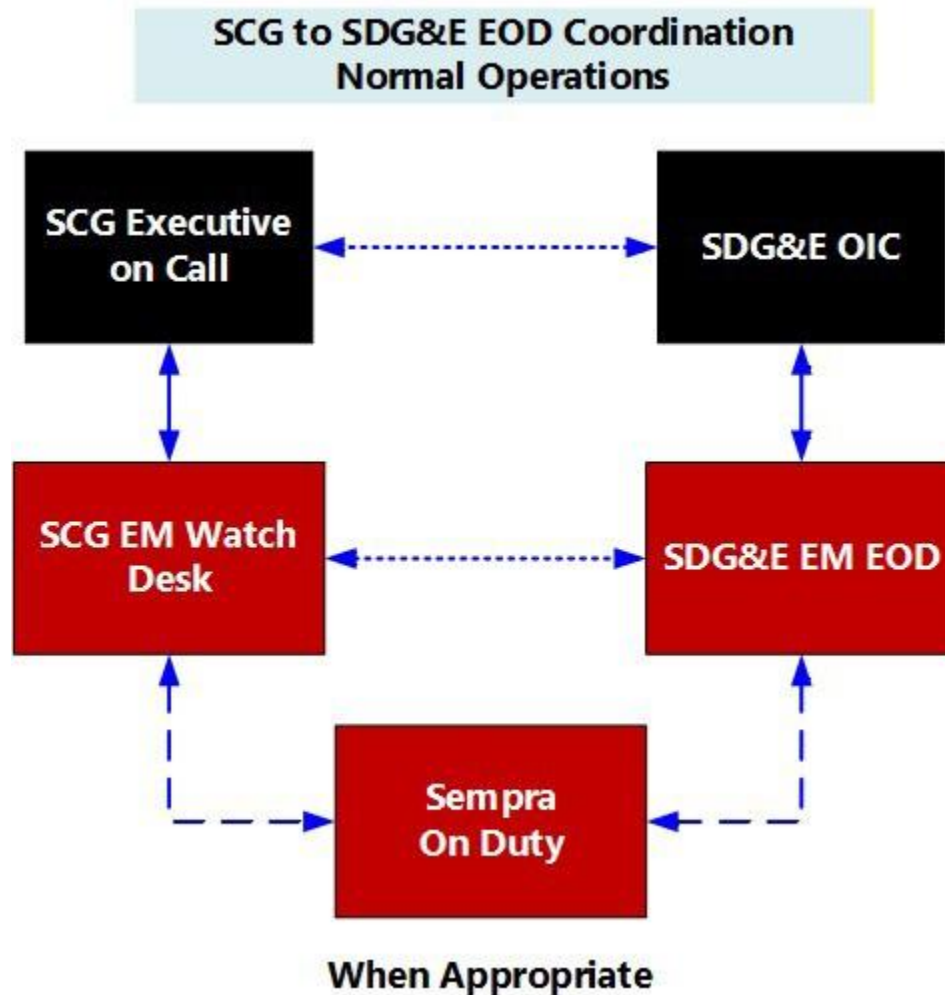 SCG to SDG&E EOD Coordination
Normal Operations
SCG Executive
on Call
SDG&E OIC
SCG EM Watch
Desk
SDG&E EM EOD
Sempra
On Duty
When Appropriate